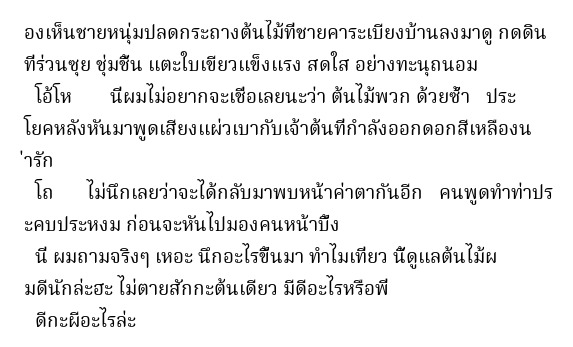 องเห็นชายหนุ่มปลดกระถางต้นไม้ที่ชายคาระเบียงบ้านลงมาดู กดดิน
ที่ร่วนซุย ชุ่มชื้น แตะใบเขียวแข็งแรง สดใส อย่างทะนุถนอม
โอ้โห นี่ผมไม่อยากจะเชื่อเลยนะว่า ต้นไม้พวก ด้วยซ้ำ ประ
โยคหลังหันมาพูดเสียงแผ่วเบากับเจ้าต้นที่กำลังออกดอกสีเหลืองน
่ารัก
โถ ไม่นึกเลยว่าจะได้กลับมาพบหน้าค่าตากันอีก คนพูดทำท่าปร
ะคบประหงม ก่อนจะหันไปมองคนหน้าบึ้ง
นี่ ผมถามจริงๆ เหอะ นึกอะไรขึ้นมา ทำไมเที่ยว นี้ดูแลต้นไม้ผ
มดีนักล่ะฮะ ไม่ตายสักกะต้นเดียว มีดีอะไรหรือพี่
ดีกะผีอะไรล่ะ